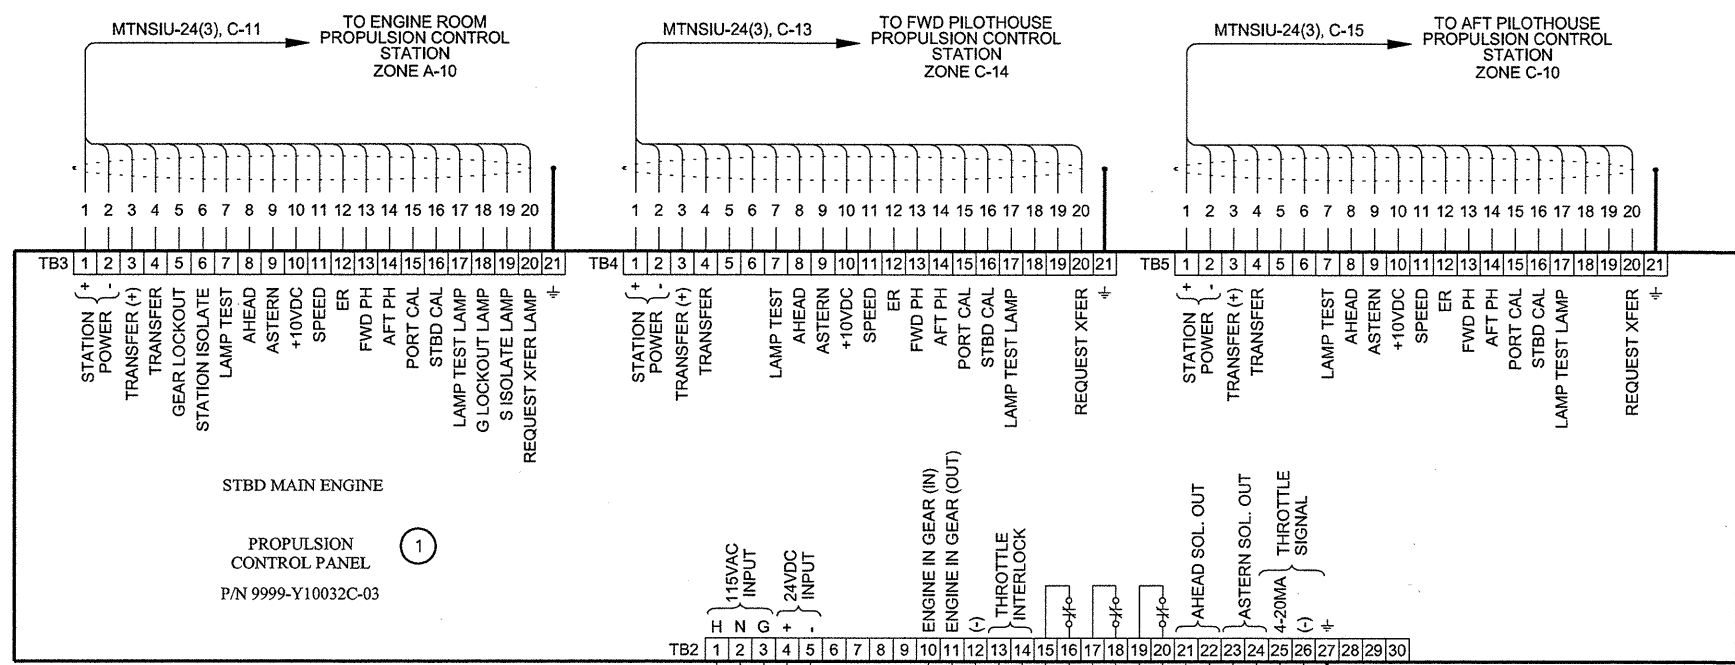 MTNSIU-24(3), C-11
TO ENGINE ROOM
PROPULSION CONTROL
STATION
ZONE A-10
MTNSIU-24(3), C-13
TO FWD PILOTHOUSE
PROPULSION CONTROL
STATION
ZONE C-14
MTNSIU-24(3), C-15
TO AFT PILOTHOUSE
PROPULSION CONTROL
STATION
ZONE C-10
1 2 3 4 5 6 7 8 9 10 11 12 13 14 15 16 17 18 19 20
1 2 3 4 5 6 7 8 9 10 11 12 13 14 15 16 17 18 19 20
1 2 3 4 5 6 7 8 9 10 11 12 13 14 15 16 17 18 19 20
TB3 1 2 3 4 5 6 7 8 9 10 11 12 13 14 15 16 17 18 19 20 21
TB4 1 2 3 4 5 6 7 8 9 10 11 12 13 14 15 16 17 18 19 20 21
TB5 1 2 3 4 5 6 7 8 9 10 11 12 13 14 15 16 17 18 19 20 21
+ -
STATION
POWER
TRANSFER (+)
TRANSFER
GEAR LOCKOUT
STATION ISOLATE
LAMP TEST
AHEAD
ASTERN
+10VDC
SPEED
ER
FWD PH
AFT PH
PORT CAL
STBD CAL
LAMP TEST LAMP
G LOCKOUT LAMP
S ISOLATE LAMP
REQUEST XFER LAMP
+ -
STATION
POWER
TRANSFER (+)
TRANSFER
LAMP TEST
AHEAD
ASTERN
+10VDC
SPEED
ER
FWD PH
AFT PH
PORT CAL
STBD CAL
LAMP TEST LAMP
REQUEST XFER
+ -
STATION
POWER
TRANSFER (+)
TRANSFER
LAMP TEST
AHEAD
ASTERN
+10VDC
SPEED
ER
FWD PH
AFT PH
PORT CAL
STBD CAL
LAMP TEST LAMP
REQUEST XFER
STBD MAIN ENGINE
PROPULSION
CONTROL PANEL
1
P/N 9999-Y10032C-03
115VAC
INPUT
H N G
24VDC
INPUT
+ -
ENGINE IN GEAR (IN)
ENGINE IN GEAR (OUT)
(-)
THROTTLE
INTERLOCK
AHEAD SOL. OUT
ASTERN SOL. OUT
THROTTLE
SIGNAL
4-20MA
(-)
TB2 1 2 3 4 5 6 7 8 9 10 11 12 13 14 15 16 17 18 19 20 21 22 23 24 25 26 27 28 29 30